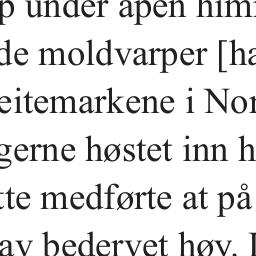 p under åpen himm
de moldvarper [ha
eitemarkene i Nor
gerne høstet inn h
tte medførte at på
av bedervet høy. I